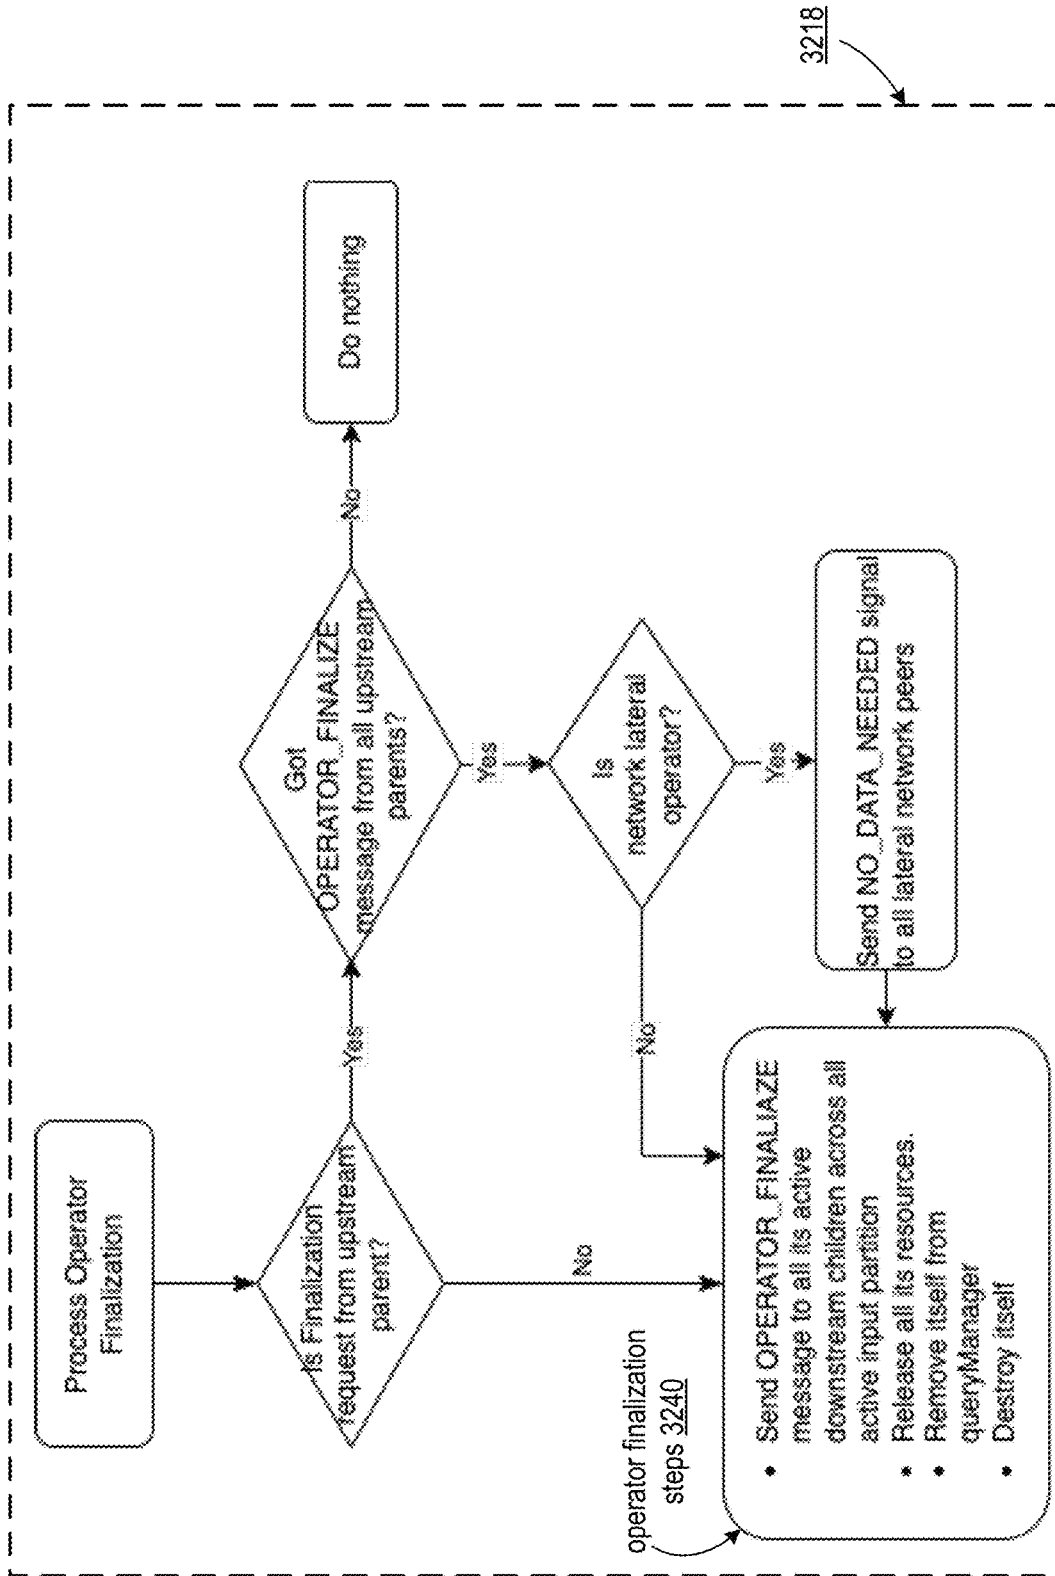 3218
Process Operator
Finalization
Is Finalization
request from upstream
parent?
Yes
Got
OPERATOR_FINALIZE
message from all upstream
parents?
No
Do nothing
Yes
Is
network lateral
operator?
No
Yes
Send NO_DATA_NEEDED signal
to all lateral network peers
No
operator finalization
steps 3240
• Send OPERATOR_FINALIAZE
message to all its active
downstream children across all
active input partition
• Release all its resources.
• Remove itself from
queryManager
• Destroy itself